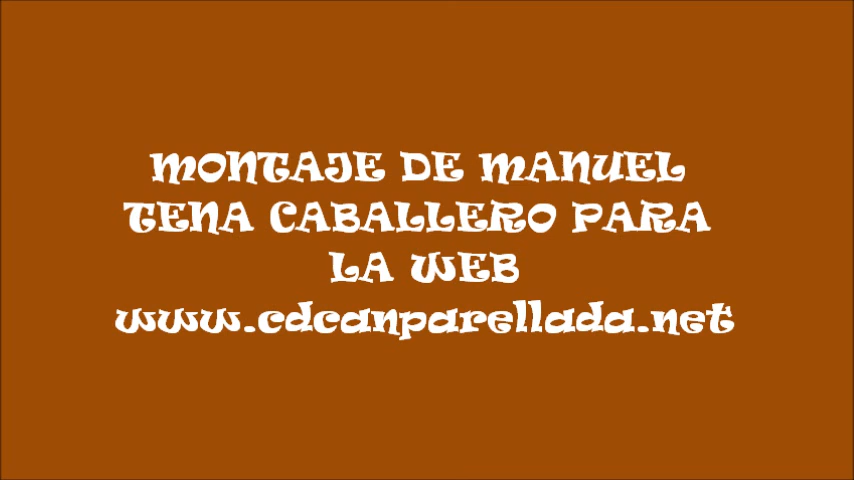 MONTAJE DE MANUEL
TENA CABALLERO PARA
LA WEB
www.cdcanparellada.net